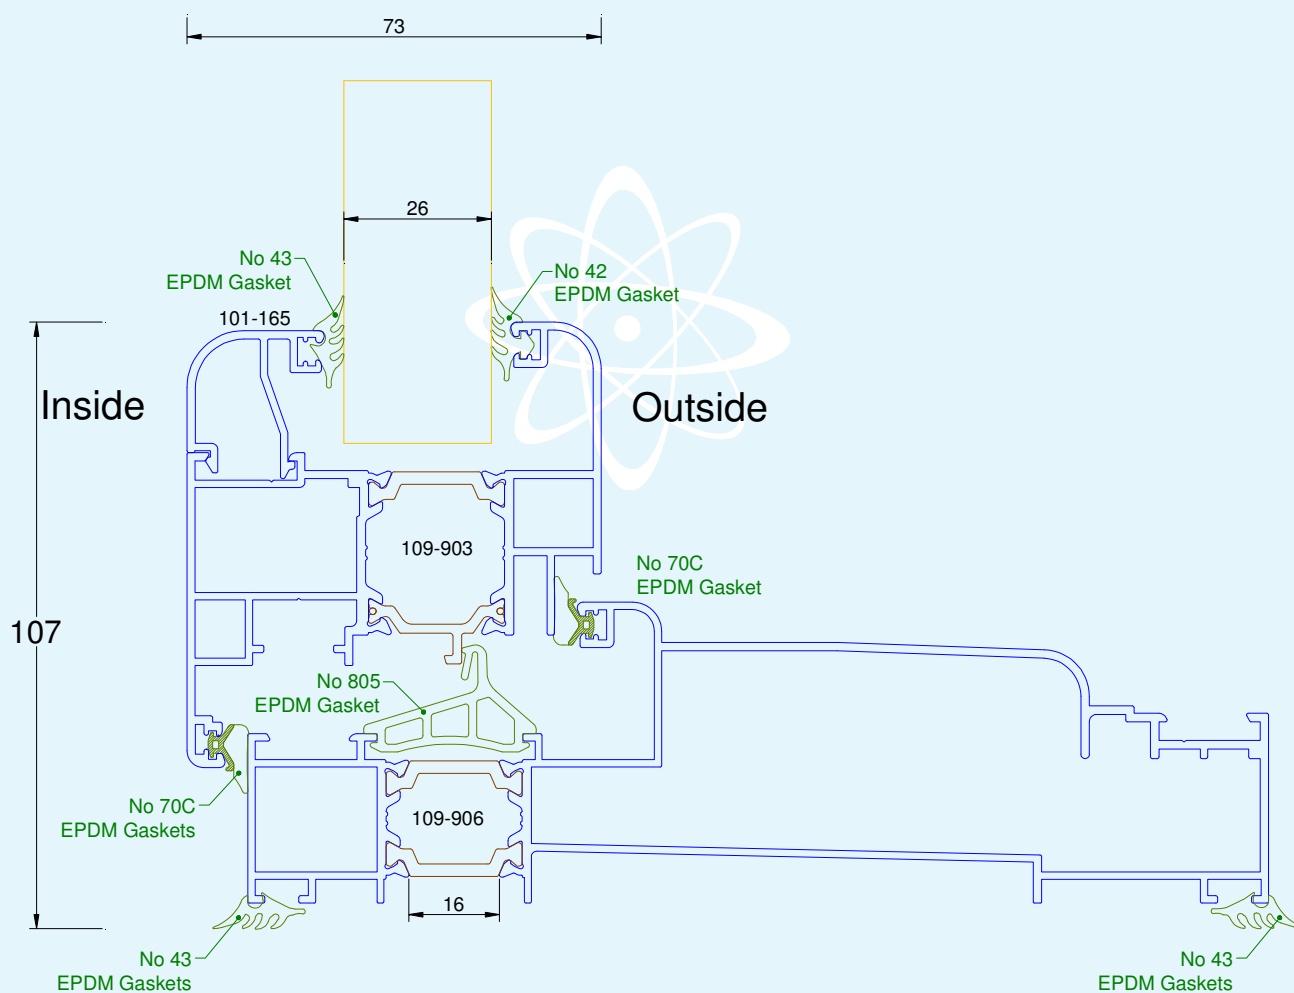 73
26
No 43
EPDM Gasket
No 42
EPDM Gasket
101-165
Inside
Outside
109-903
No 70C
EPDM Gasket
107
No 805
EPDM Gasket
No 70C
EPDM Gaskets
109-906
16
No 43
EPDM Gaskets
No 43
EPDM Gaskets